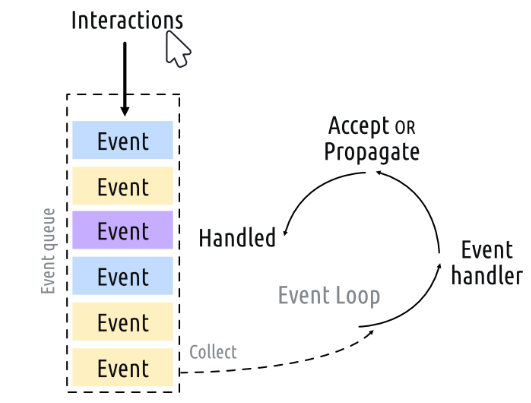 Interactions
Event queue
Event
Event
Event
Event
Event
Event
Collect
Event Loop
Event
handler
Accept OR
Propagate
Handled